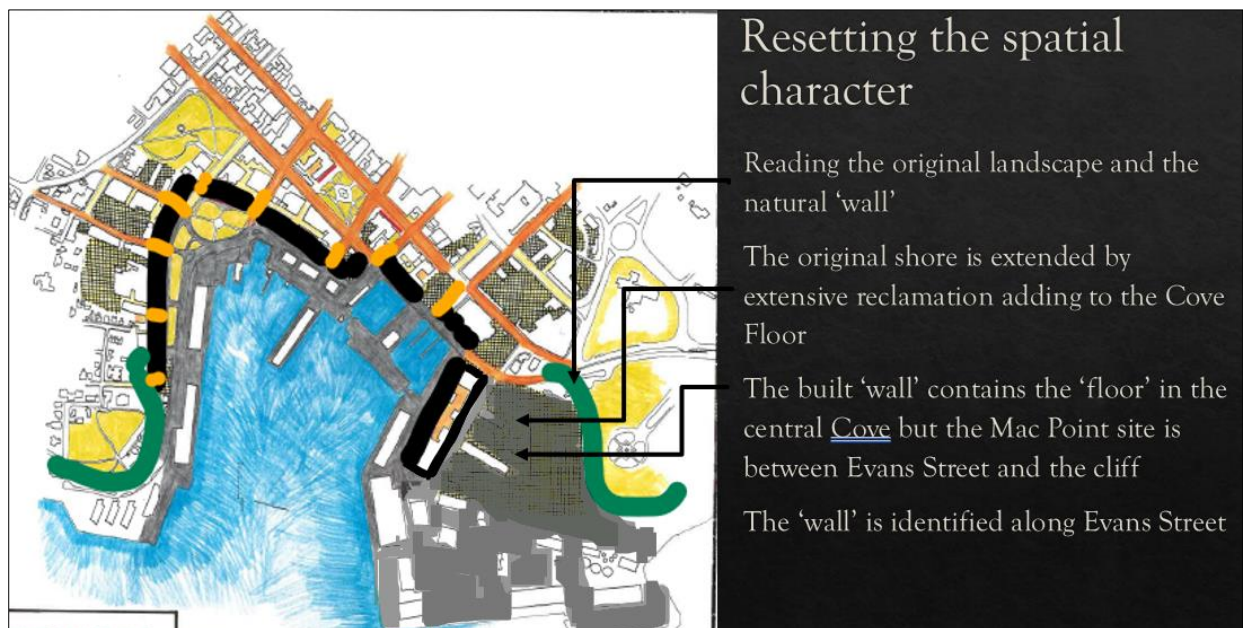 Resetting the spatial
character
Reading the original landscape and the
natural ‘wall’
The original shore is extended by
extensive reclamation adding to the Cove
Floor
The built ‘wall’ contains the ‘floor’ in the
central Cove but the Mac Point site is
between Evans Street and the cliff
The ‘wall’ is identified along Evans Street